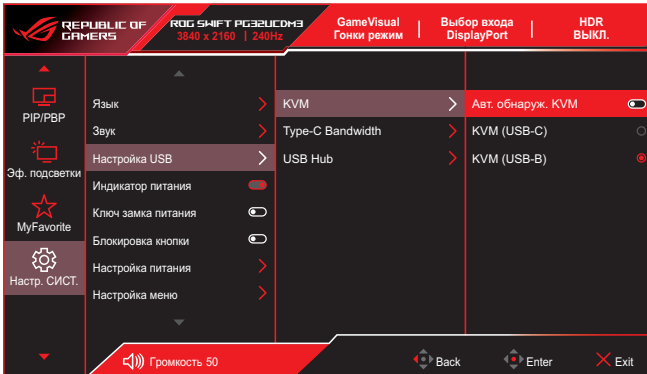 REPUBLIC OF
GAMERS
ROG SWIFT PG32UCDM3
3840 x 2160 | 240Hz
GameVisual
Гонки режим
Выбор входа
DisplayPort
HDR
ВЫКЛ.
PIP/PBP
Эф. подсветки
MyFavorite
Настр. СИСТ.
Язык
Звук
Настройка USB
Индикатор питания
Ключ замка питания
Блокировка кнопки
Настройка питания
Настройка меню
KVM
Type-C Bandwidth
USB Hub
Авт. обнаруж. KVM
KVM (USB-C)
KVM (USB-B)
Громкость 50
Back
Enter
Exit